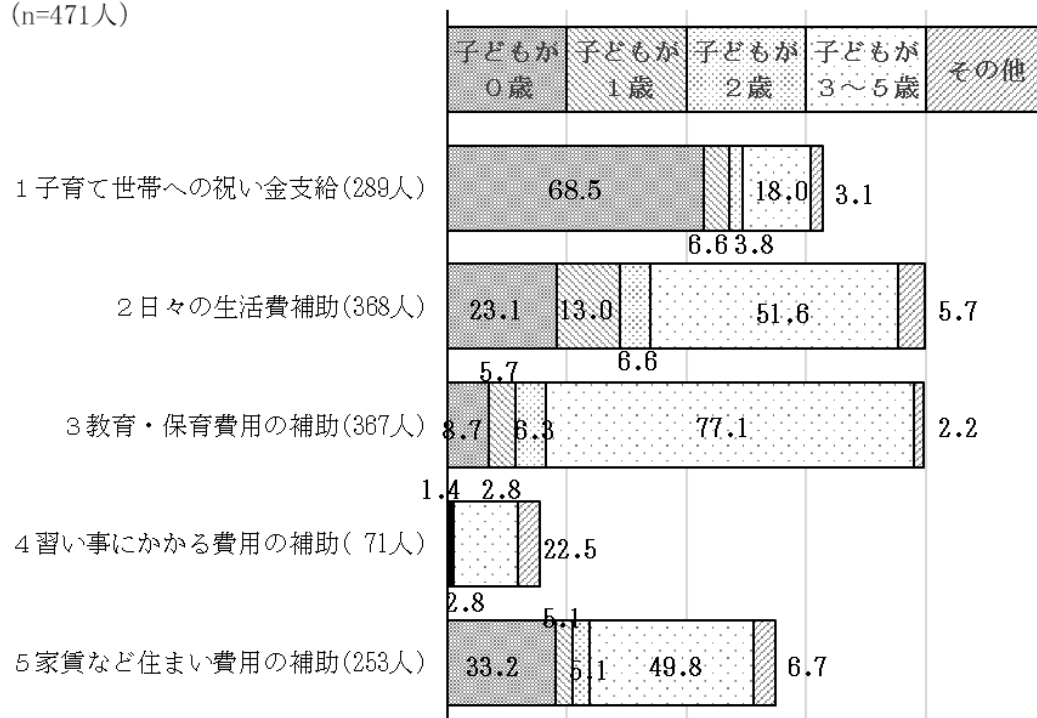 (n=471人)
子どもが
０歳
子どもが
１歳
子どもが
２歳
子どもが
３～５歳
その他
１子育て世帯への祝い金支給(289人)
68.5
18.0
3.1
6.6
3.8
２日々の生活費補助(368人)
23.1
13.0
51.6
5.7
6.6
5.7
３教育・保育費用の補助(367人)
8.7
6.3
77.1
2.2
1.4
2.8
４習い事にかかる費用の補助( 71人)
22.5
2.8
5.1
５家賃など住まい費用の補助(253人)
33.2
5.1
49.8
6.7